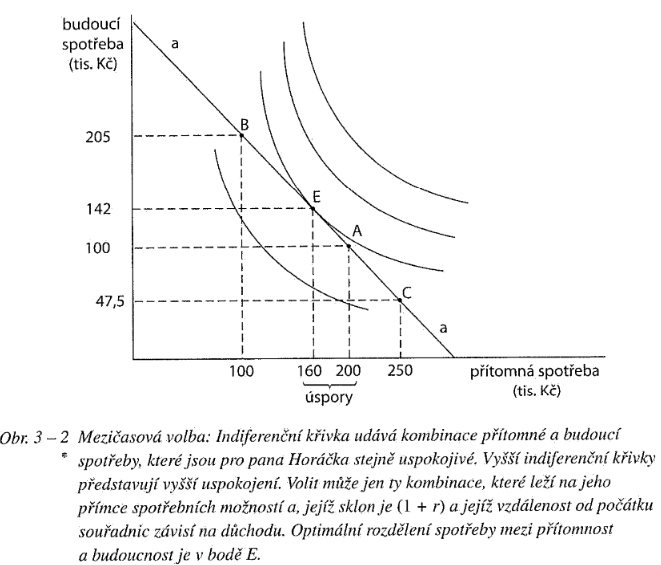 budoucí
spotřeba
(tis. Kč)
a
B
205
E
142
A
100
C
47,5
a
100
160
200
250
přítomná spotřeba
(tis. Kč)
úspory
Obr. 3 – 2 Mezičasová volba: Indiferenční křivka udává kombinace přítomné a budoucí
* spotřeby, které jsou pro pana Horáčka stejně uspokojivé. Vyšší indiferenční křivky
představují vyšší uspokojení. Volit může jen ty kombinace, které leží na jeho
přímce spotřebních možností a, jejíž sklon je (1 + r) a jejíž vzdálenost od počátku
souřadnic závisí na důchodu. Optimální rozdělení spotřeby mezi přítomnost
a budoucnost je v bodě E.